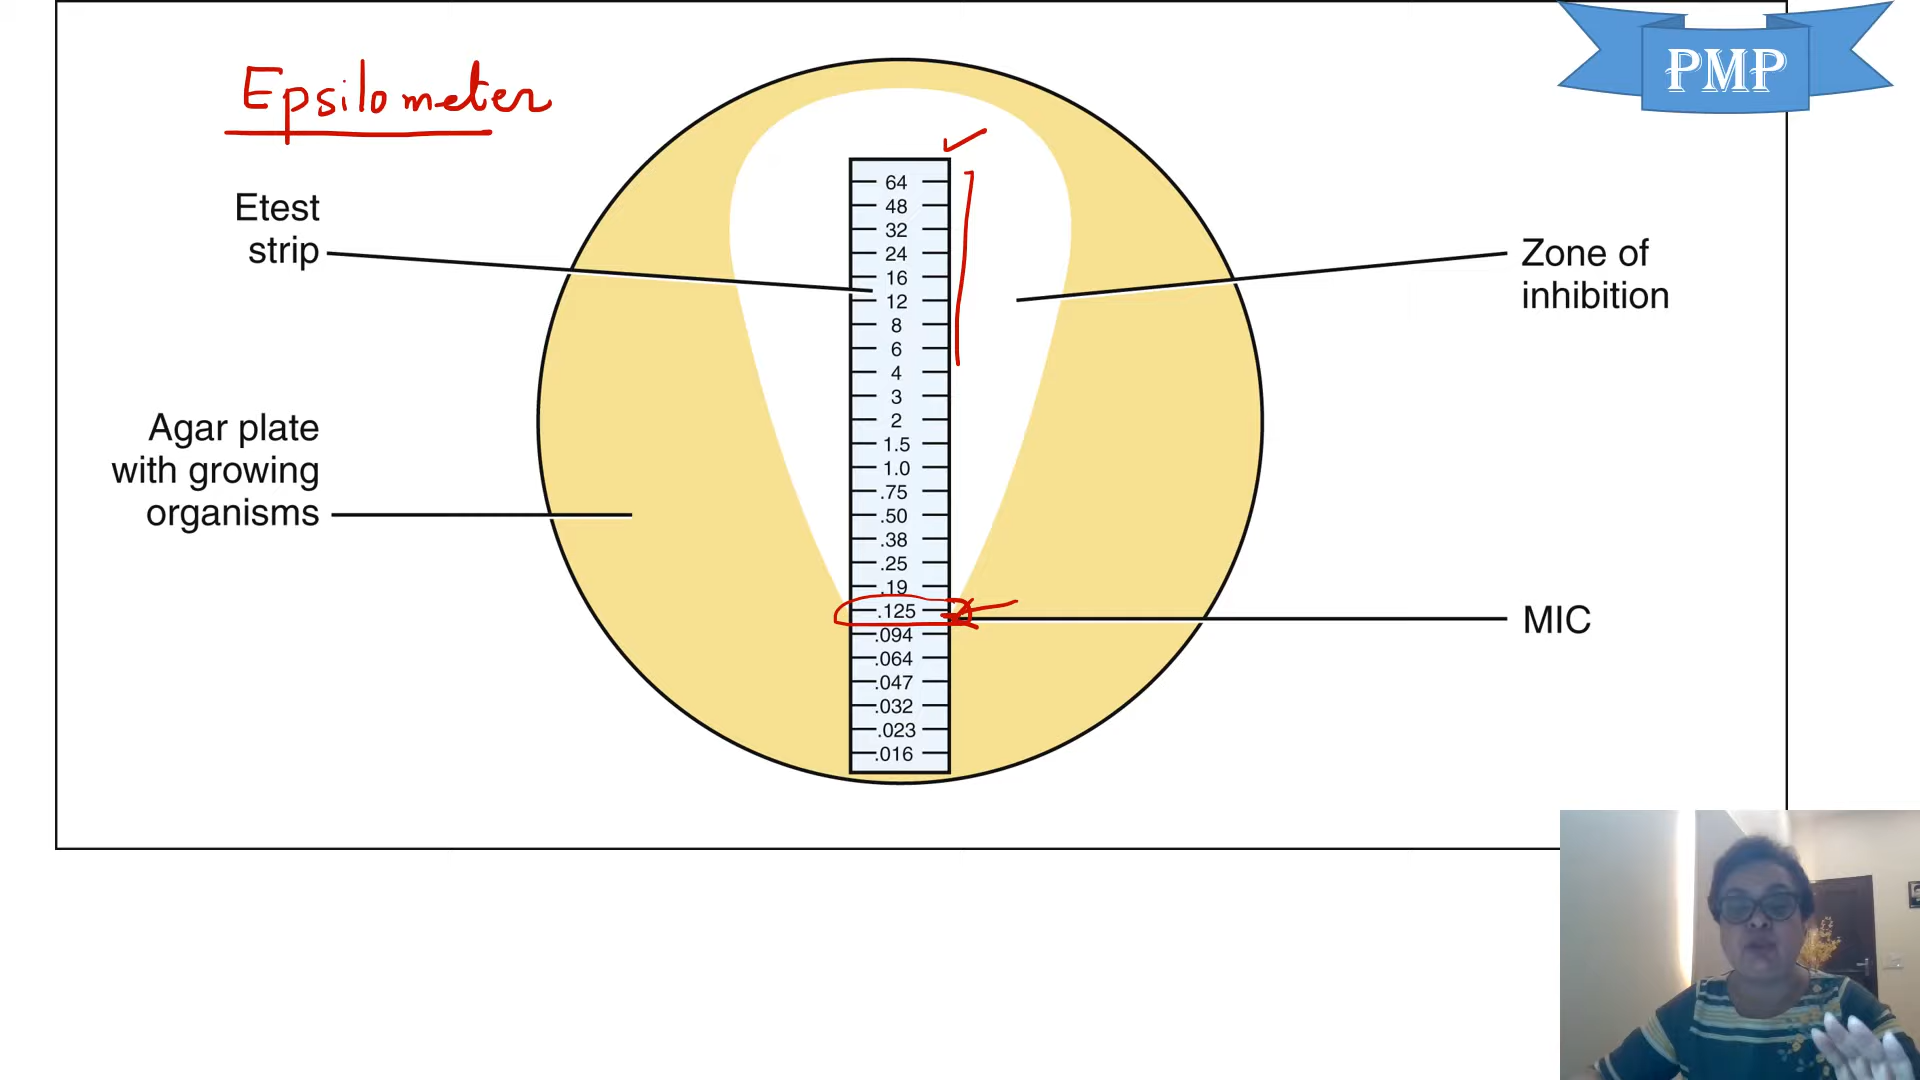 PMP
Epsilometer
Etest
strip
Zone of
inhibition
Agar plate
with growing
organisms
MIC
64
48
32
24
16
12
8
6
4
3
2
1.5
1.0
.75
.50
.38
.25
.19
.125
.094
.064
.047
.032
.023
.016